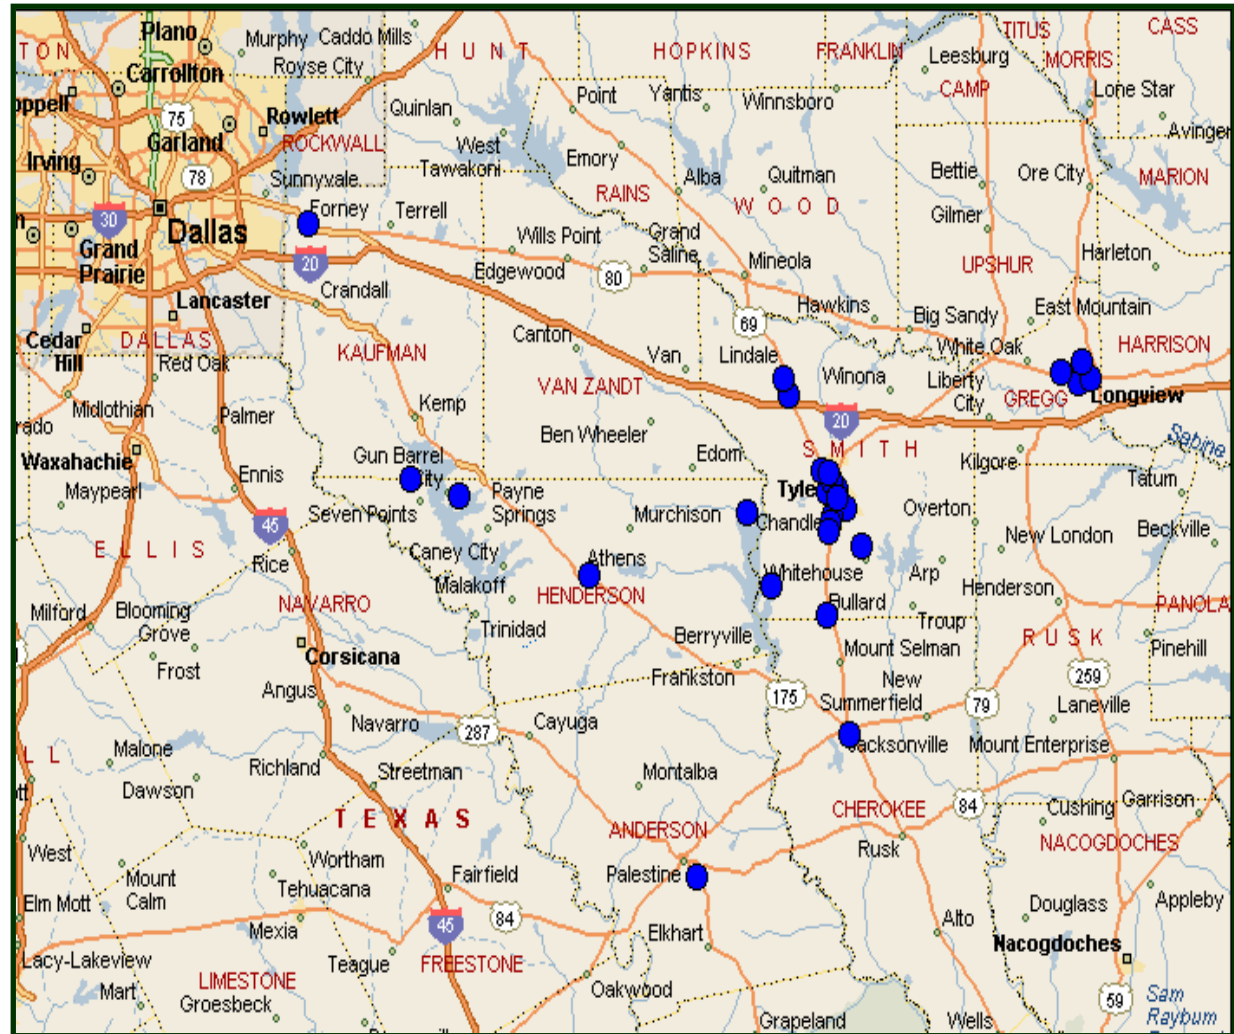 Plano
Murphy
Caddo Mills
H U N T
HOPKINS
FRANKLIN
TITUS
CASS
TON
Royse City
Leesburg
MORRIS
Carrollton
CAMP
oppell
Quinlan
Point
Yantis
Winnsboro
Lone Star
75
Rowlett
Avinger
Garland
ROCKWALL
West
Tawakoni
Emory
Irving
78
Sunnyvale
RAINS
Alba
Quitman
Bettie
Ore City
MARION
W O O D
30
Forney
Terrell
Gilmer
Dallas
Wills Point
Grand
Saline
Harleton
Grand
Prairie
20
Edgewood
80
Mineola
UPSHUR
Lancaster
Crandall
Hawkins
Big Sandy
East Mountain
Cedar
Hill
DALLAS
69
Canton
KAUFMAN
Van
Lindale
White Oak
HARRISON
Red Oak
VAN ZANDT
Winona
Liberty
City
GREGG
Longview
Midlothian
Palmer
Kemp
20
rado
Ben Wheeler
S M I T H
Sabine
Waxahachie
Gun Barrel
City
Edom
Kilgore
Tatum
Maypearl
Ennis
Payne
Springs
Tyle
Seven Points
Murchison
Chandle
Overton
Beckville
45
E L L I S
Rice
Caney City
Athens
New London
Malakoff
Whitehouse
Arp
Henderson
Milford
Blooming
Grove
NAVARRO
HENDERSON
Bullard
PANOLA
Trinidad
Berryville
Troup
R U S K
Pinehill
Frost
Corsicana
Mount Selman
Frankston
259
Angus
175
New
Summerfield
79
Laneville
Navarro
287
Cayuga
L L
Malone
Jacksonville
Mount Enterprise
Richland
Streetman
Montalba
Dawson
84
Garrison
T E X A S
CHEROKEE
Cushing
ANDERSON
NACOGDOCHES
West
Wortham
Rusk
Mount
Calm
Tehuacana
Fairfield
Palestine
Appleby
Elm Mott
45
84
Douglass
Mexia
Alto
Elkhart
Nacogdoches
Lacy-Lakeview
Teague
FREESTONE
LIMESTONE
Oakwood
Mart
Groesbeck
59
Sam
Rayburn
Grapeland
Wells